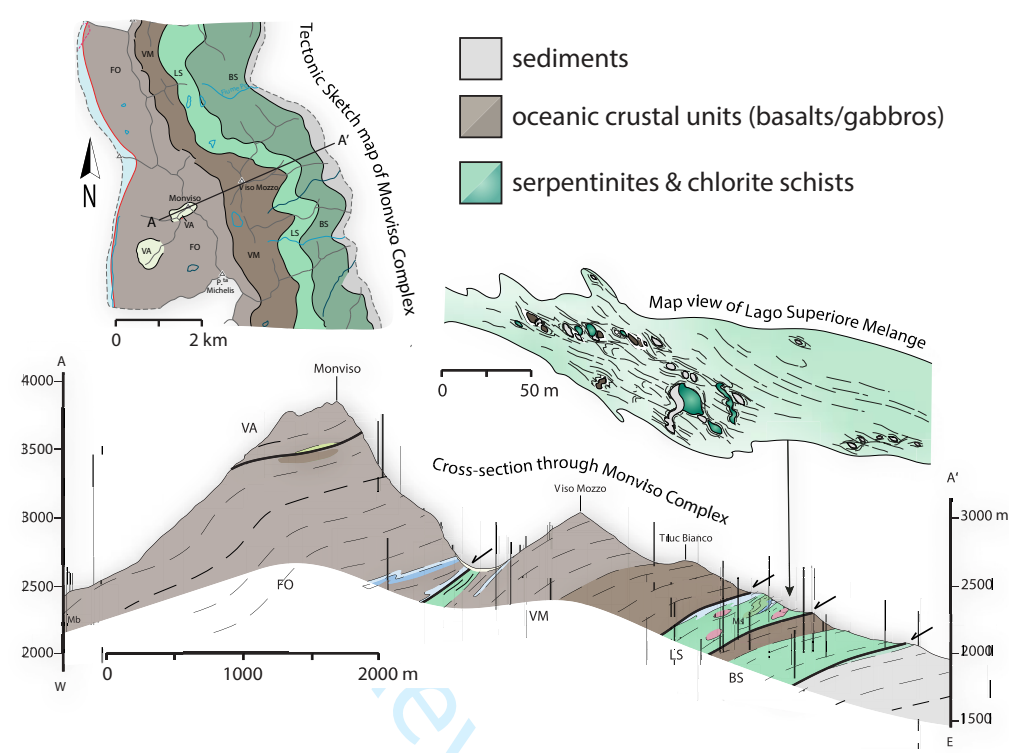 Tectonic Sketch map of Monviso Complex
VM
FO
LS
BS
A'
N
Viso Mozzo
Monviso
A
VA
VA
FO
LS
BS
VM
P.ta
Michelis
0 2 km
sediments
oceanic crustal units (basalts/gabbros)
serpentinites & chlorite schists
Map view of Lago Superiore Melange
0 50 m
A
4000
3500
3000
2500
2000
W
Monviso
VA
Cross-section through Monviso Complex
Viso Mozzo
Truc Bianco
A'
3000 m
2500
2000
1500
E
FO
Mb
VM
LS
BS
0 1000 2000 m